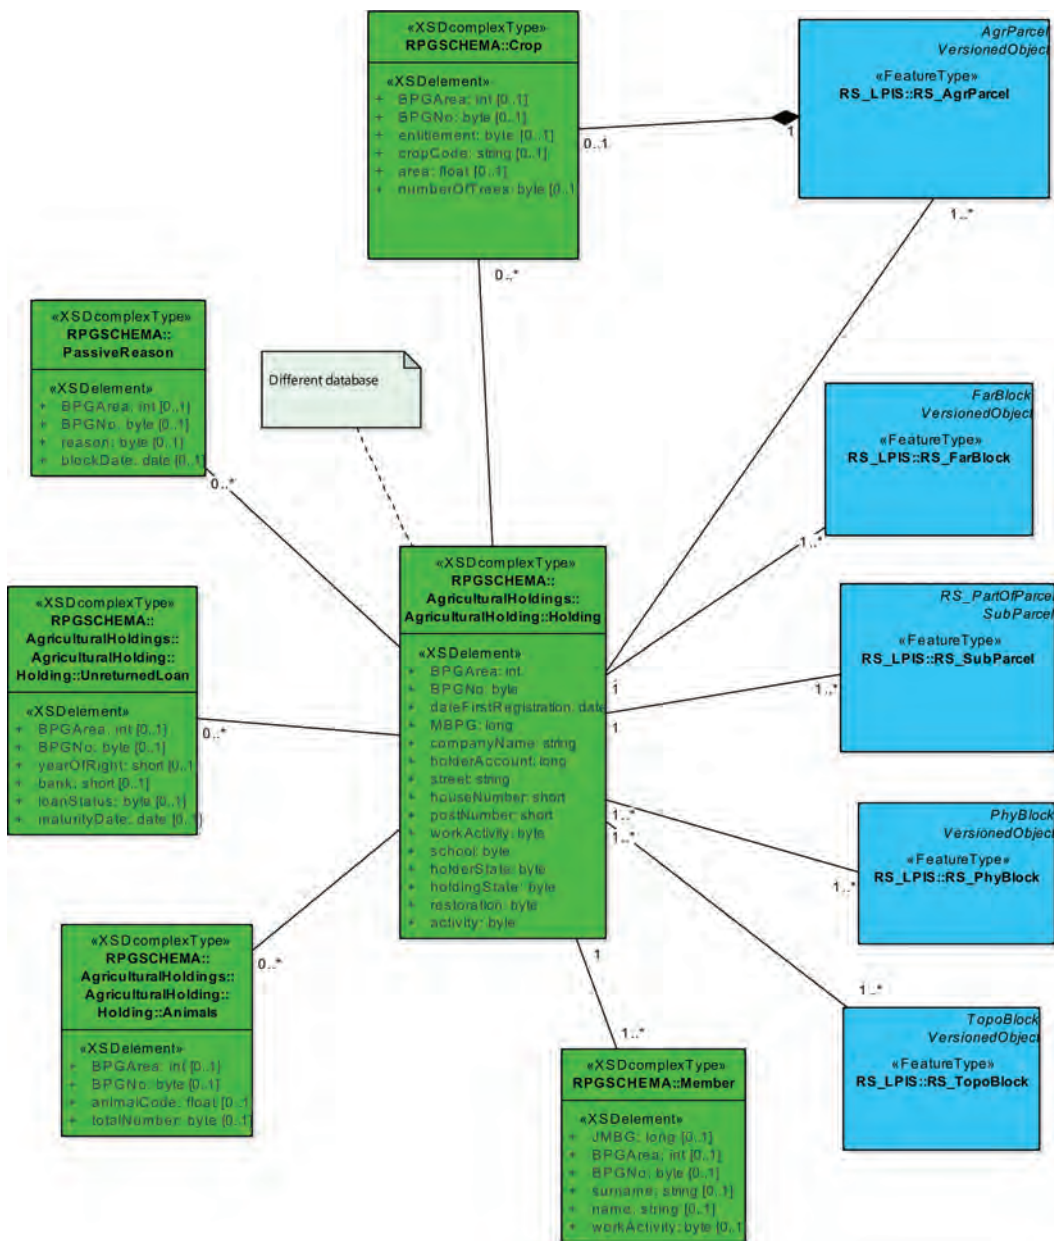 «XSDcomplexType»
RPGSCHEMA::Crop
«XSDelement»
+ BPGArea: int [0..1]
+ BPGNo: byte [0..1]
+ entitlement: byte [0..1]
+ cropCode: string [0..1]
+ area: float [0..1]
+ numberOfTrees: byte [0..1
AgrParcel
VersionedObject
«FeatureType»
RS_LPIS::RS_AgrParcel
0..1
1
1..*
0..*
«XSDcomplexType»
RPGSCHEMA::
PassiveReason
«XSDelement»
+ BPGArea: int [0..1]
+ BPGNo: byte [0..1]
+ reason: byte [0..1]
+ blockDate: date [0..1]
0..*
Different database
FarBlock
VersionedObject
«FeatureType»
RS_LPIS::RS_FarBlock
1..*
«XSDcomplexType»
RPGSCHEMA::
AgriculturalHoldings::
AgriculturalHolding::Holding
«XSDelement»
+ BPGArea: int
+ BPGNo: byte
+ dateFirstRegistration: date
+ MBPG: long
+ companyName: string
+ holderAccount: long
+ street: string
+ houseNumber: short
+ postNumber: short
+ workActivity: byte
+ school: byte
+ holderState: byte
+ holdingState: byte
+ restoration: byte
+ activity: byte
1
1
1..*
1..*
1
«XSDcomplexType»
RPGSCHEMA::
AgriculturalHoldings::
AgriculturalHolding::
Holding::UnreturnedLoan
«XSDelement»
+ BPGArea: int [0..1]
+ BPGNo: byte [0..1]
+ yearOfRight: short [0..1
+ bank: short [0..1]
+ loanStatus: byte [0..1]
+ maturityDate: date [0..1]
0..*
RS_PartOfParcel
SubParcel
«FeatureType»
RS_LPIS::RS_SubParcel
1..*
PhyBlock
VersionedObject
«FeatureType»
RS_LPIS::RS_PhyBlock
1..*
«XSDcomplexType»
RPGSCHEMA::
AgriculturalHoldings::
AgriculturalHolding::
Holding::Animals
«XSDelement»
+ BPGArea: int [0..1]
+ BPGNo: byte [0..1]
+ animalCode: float [0..1
+ totalNumber: byte [0..1
0..*
1..*
TopoBlock
VersionedObject
«FeatureType»
RS_LPIS::RS_TopoBlock
1..*
«XSDcomplexType»
RPGSCHEMA::Member
«XSDelement»
+ JMBG: long [0..1]
+ BPGArea: int [0..1]
+ BPGNo: byte [0..1]
+ surname: string [0..1]
+ name: string [0..1]
+ workActivity: byte [0..1